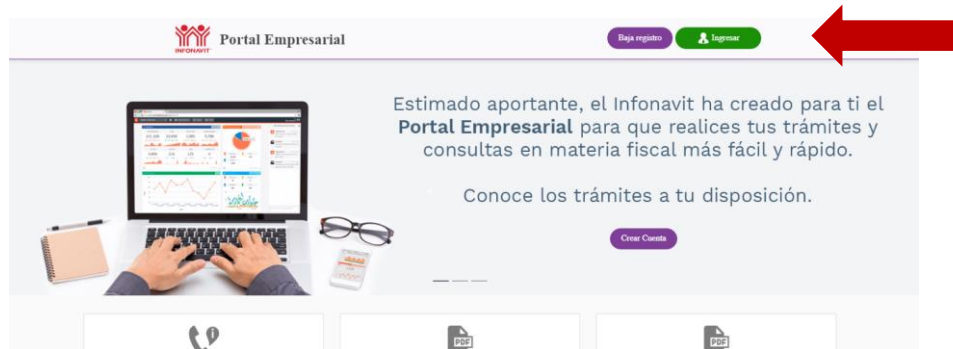 INFONAVIT
Portal Empresarial
Baja registro
Ingresar
Estimado aportante, el Infonavit ha creado para ti el
Portal Empresarial para que realices tus trámites y
consultas en materia fiscal más fácil y rápido.
Conoce los trámites a tu disposición.
Crear Cuenta
PDF
PDF